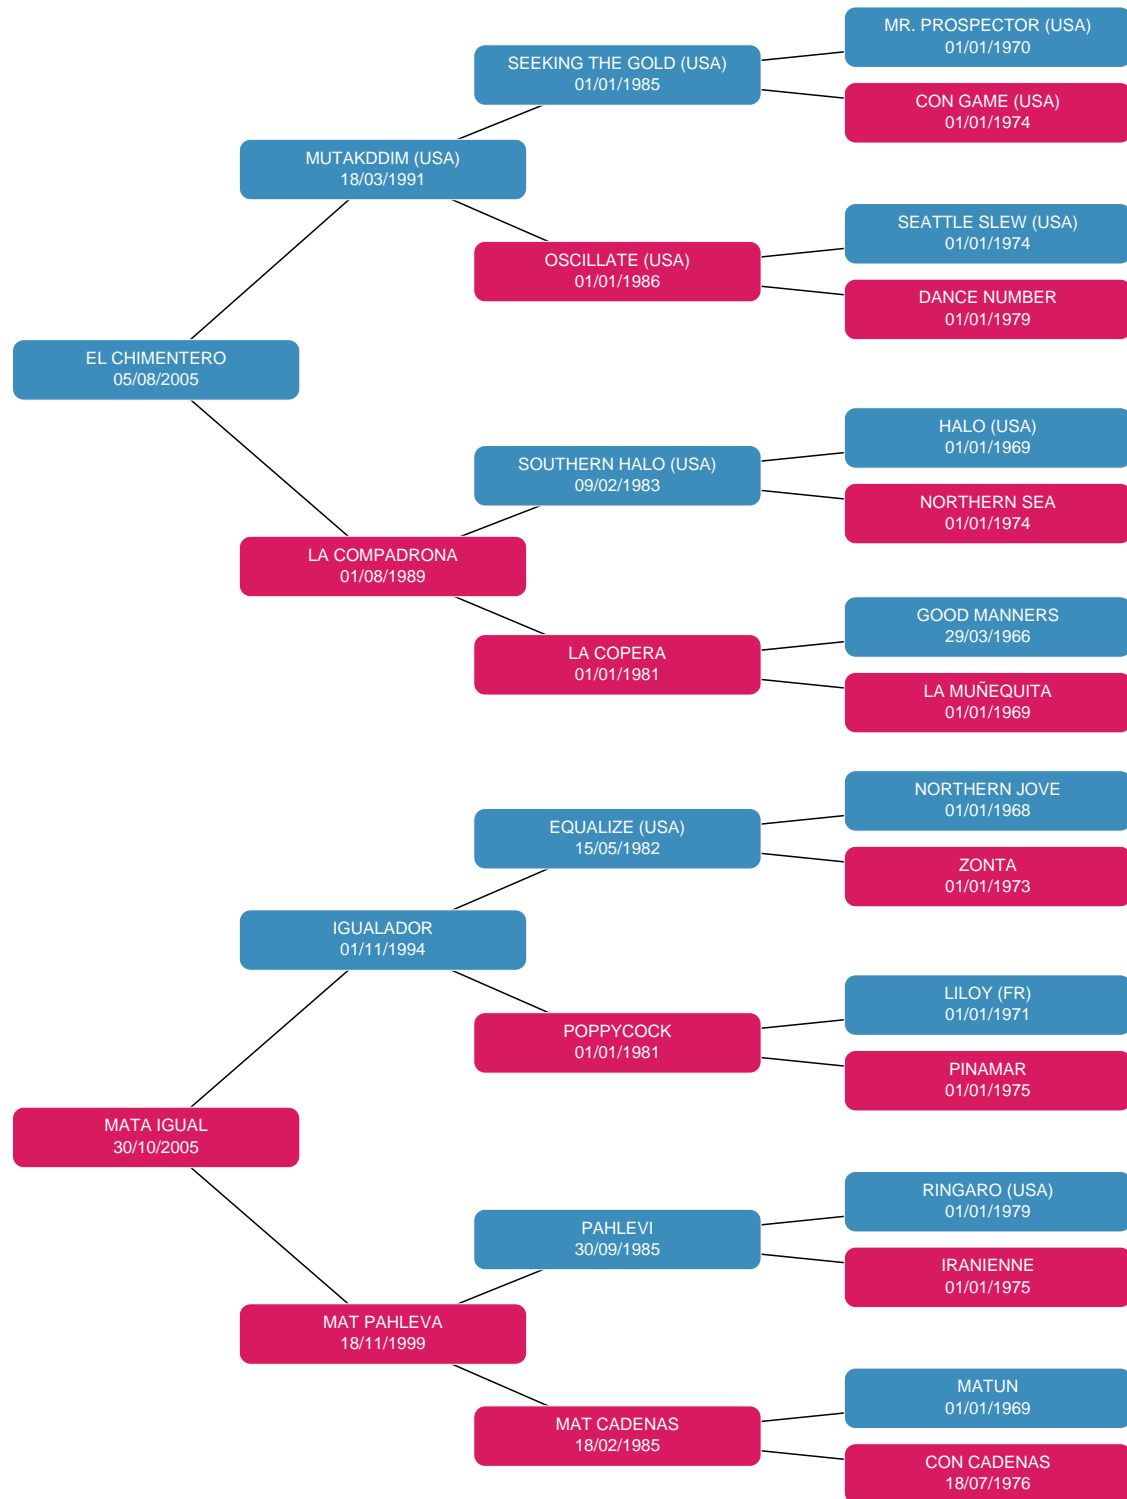 MR. PROSPECTOR (USA)
01/01/1970
SEEKING THE GOLD (USA)
01/01/1985
CON GAME (USA)
01/01/1974
MUTAKDDIM (USA)
18/03/1991
SEATTLE SLEW (USA)
01/01/1974
OSCILLATE (USA)
01/01/1986
DANCE NUMBER
01/01/1979
EL CHIMENTERO
05/08/2005
HALO (USA)
01/01/1969
SOUTHERN HALO (USA)
09/02/1983
NORTHERN SEA
01/01/1974
LA COMPADRONA
01/08/1989
GOOD MANNERS
29/03/1966
LA COPERA
01/01/1981
LA MUÑEQUITA
01/01/1969
NORTHERN JOVE
01/01/1968
EQUALIZE (USA)
15/05/1982
ZONTA
01/01/1973
IGUALADOR
01/11/1994
LILOY (FR)
01/01/1971
POPPYCOCK
01/01/1981
PINAMAR
01/01/1975
MATA IGUAL
30/10/2005
RINGARO (USA)
01/01/1979
PAHLEVI
30/09/1985
IRANIENNE
01/01/1975
MAT PAHLEVA
18/11/1999
MATUN
01/01/1969
MAT CADENAS
18/02/1985
CON CADENAS
18/07/1976